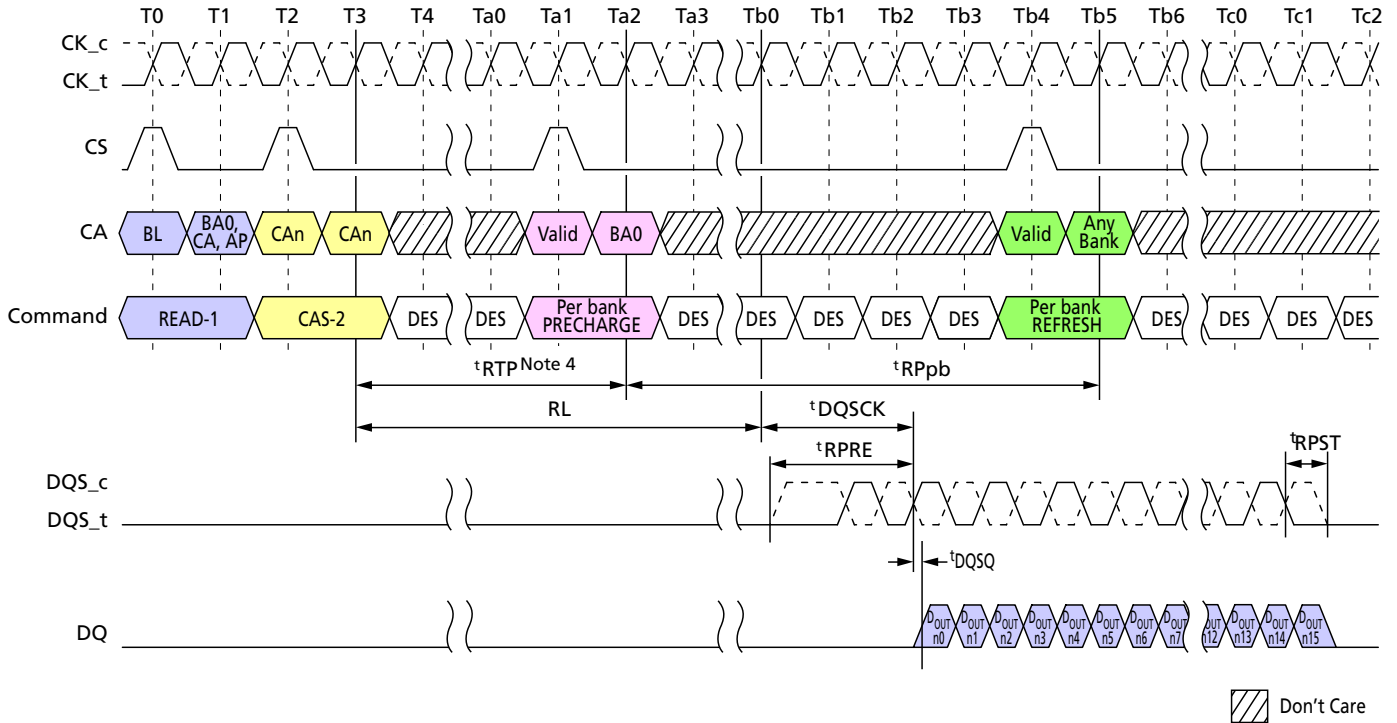 T0 T1 T2 T3 T4 Ta0 Ta1 Ta2 Ta3 Tb0 Tb1 Tb2 Tb3 Tb4 Tb5 Tb6 Tc0 Tc1 Tc2
CK_c
CK_t
CS
CA BL BA0, CA, AP CAn CAn Valid BA0 Valid Any Bank
Command READ-1 CAS-2 DES DES Per bank PRECHARGE DES DES DES DES DES Per bank REFRESH DES DES DES DES
tRTP Note 4 tRPpb
RL tDQSCK
tRPRE tRPST
DQS_c
DQS_t
tDQSQ
DQ DOUT n0 DOUT n1 DOUT n2 DOUT n3 DOUT n4 DOUT n5 DOUT n6 DOUT n7 DOUT n12 DOUT n13 DOUT n14 DOUT n15
Don't Care